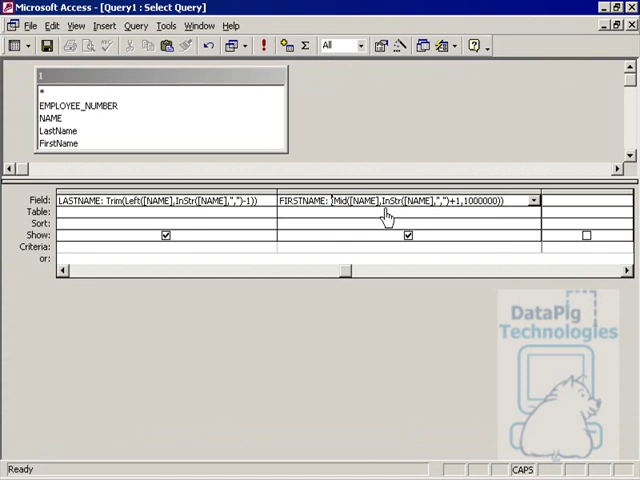 Microsoft Access - [Query1 : Select Query]
File Edit View Insert Query Tools Window Help
All
1
*
EMPLOYEE_NUMBER
NAME
LastName
FirstName
Field: LASTNAME: Trim(Left([NAME],InStr([NAME],",")-1)) FIRSTNAME: (Mid([NAME],InStr([NAME],",")+1,1000000))
Table:
Sort:
Show:
Criteria:
or:
DataPig
Technologies
Ready CAPS